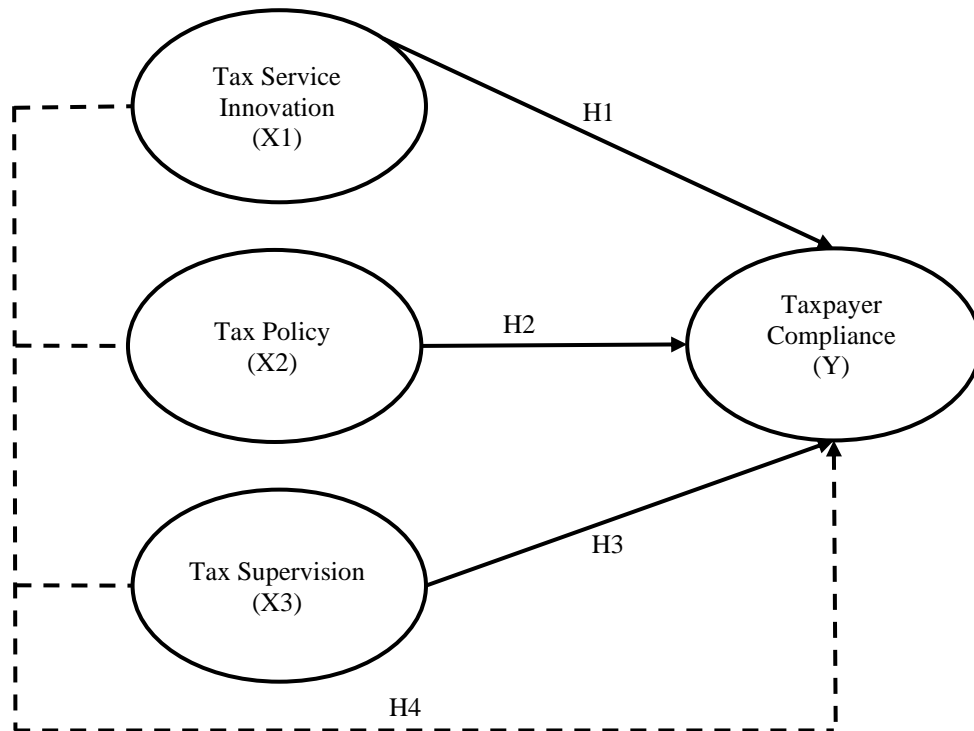 Tax Service
Innovation
(X1)
H1
Tax Policy
(X2)
H2
Taxpayer
Compliance
(Y)
Tax Supervision
(X3)
H3
H4